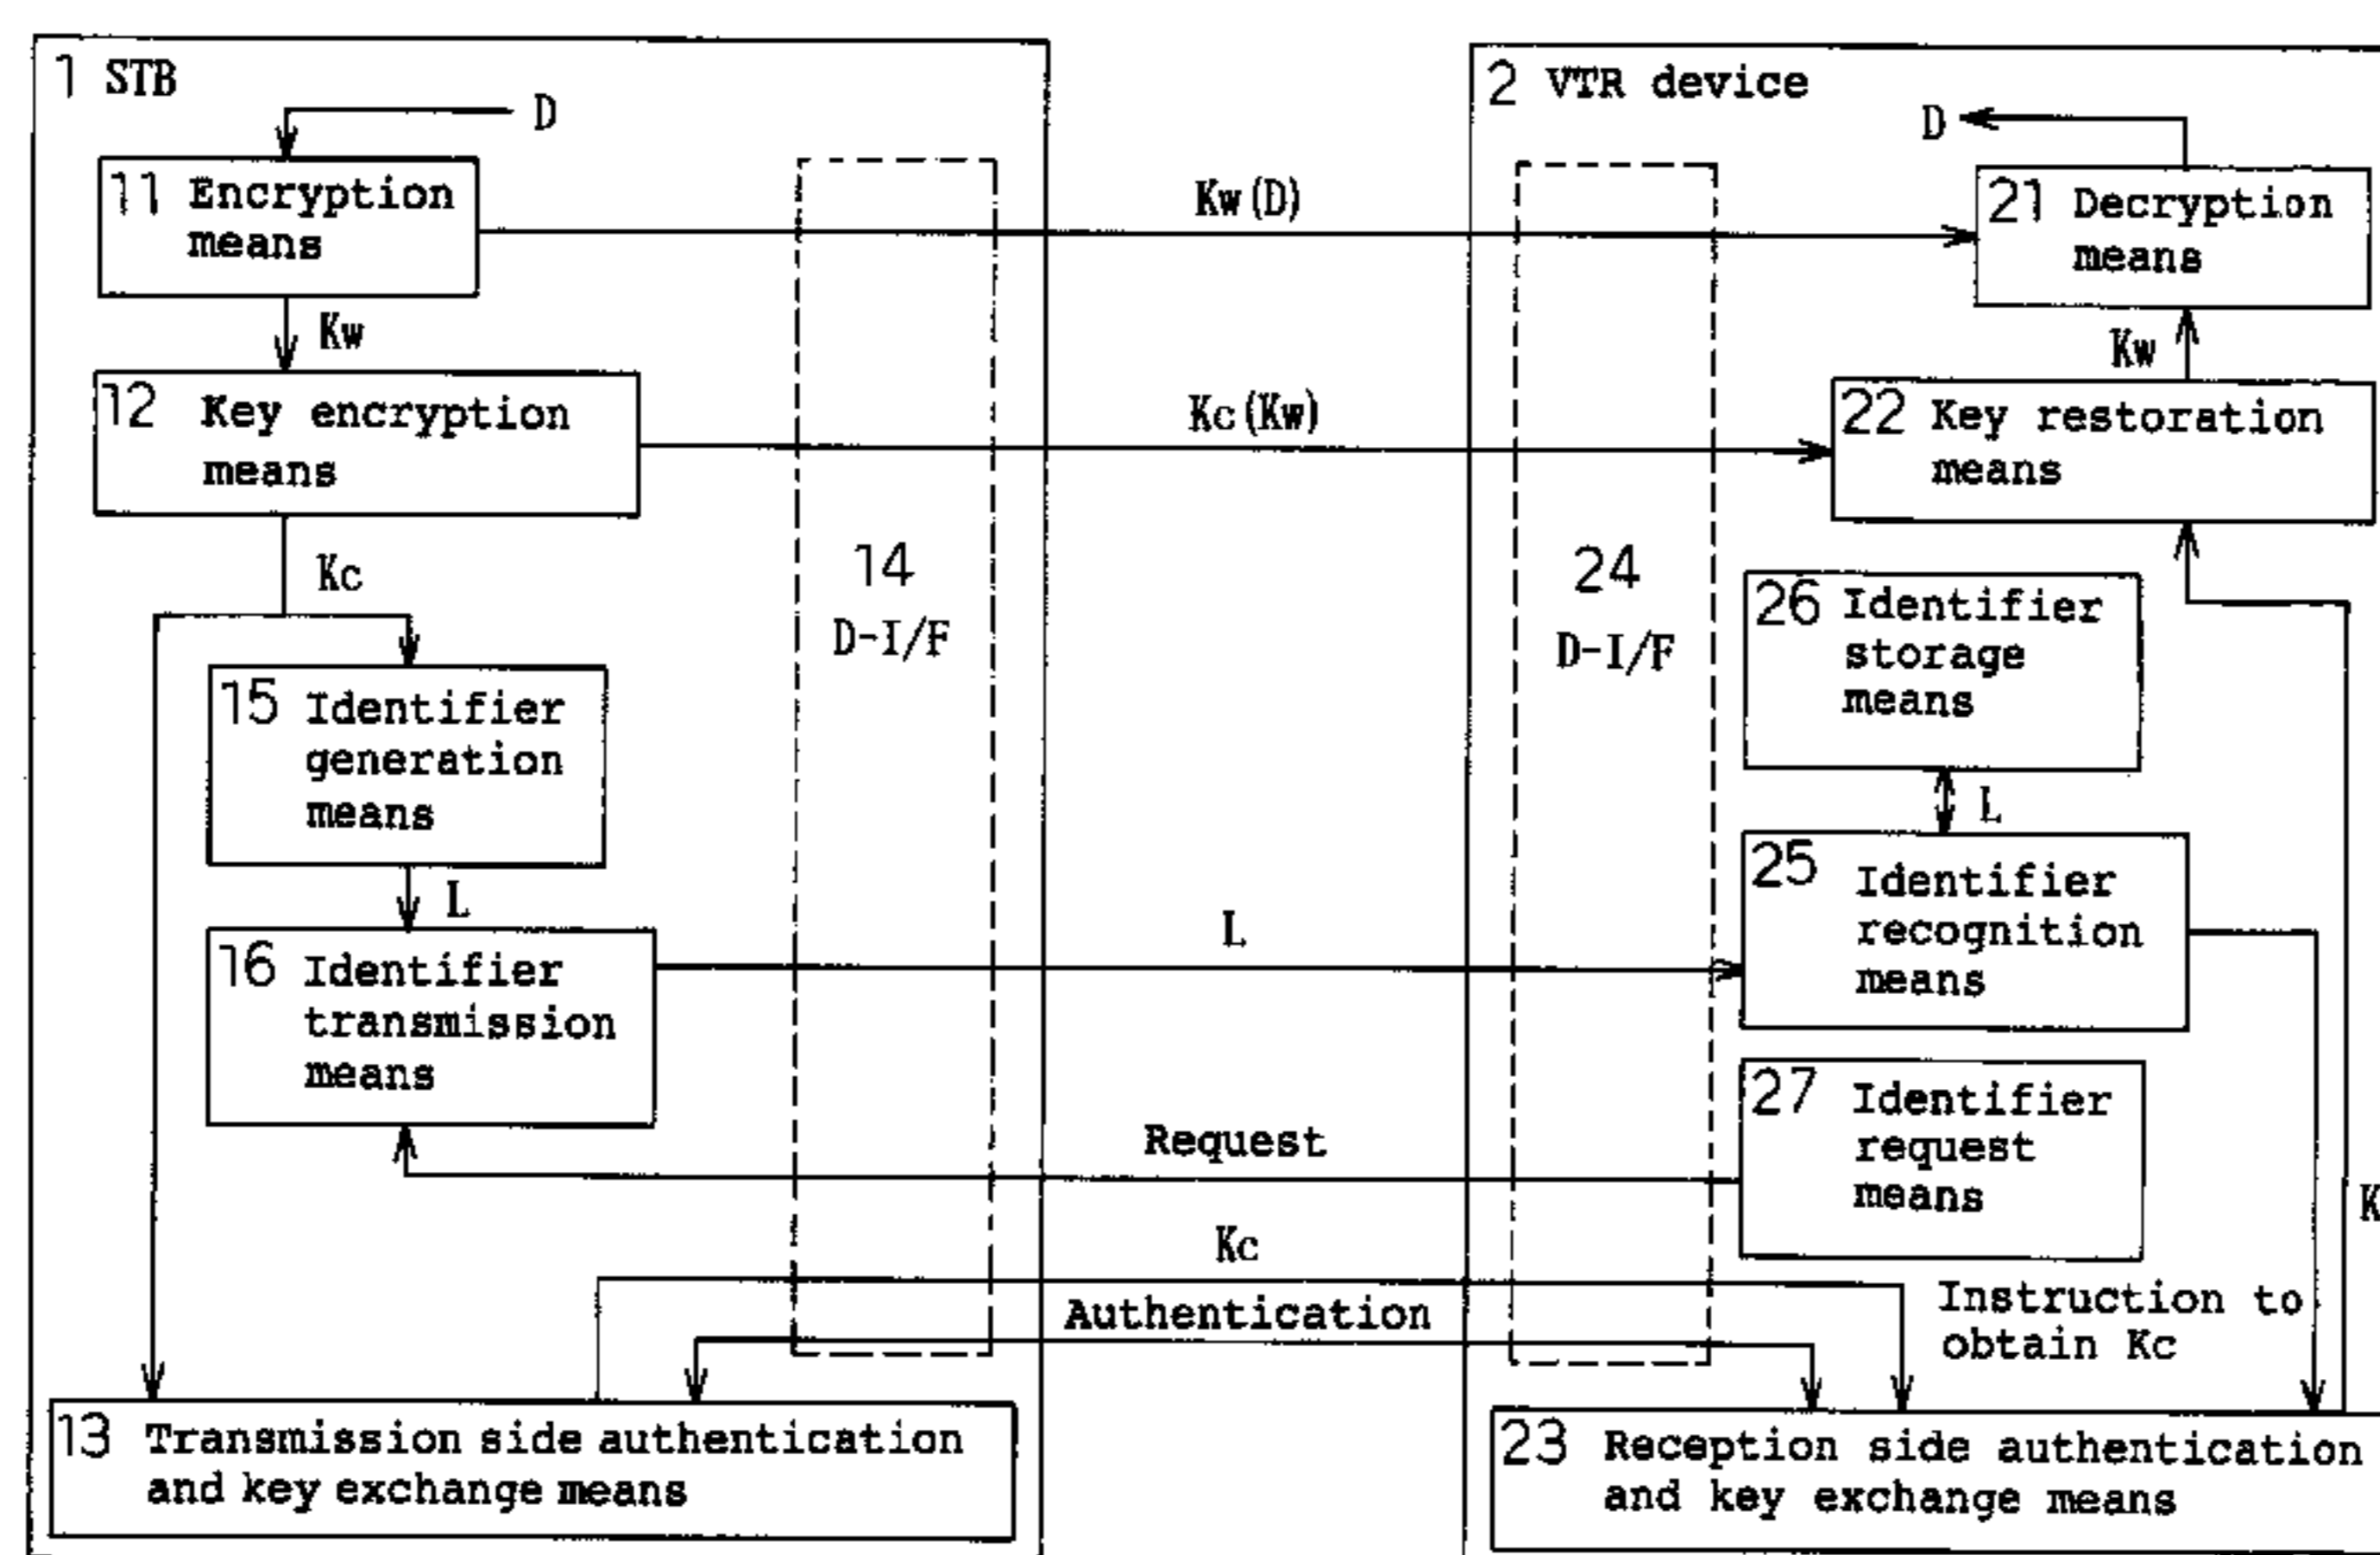 1 STB
D
11 Encryption
means
Kw
12 Key encryption
means
Kc
15 Identifier
generation
means
L
16 Identifier
transmission
means
13 Transmission side authentication
and key exchange means
14
D-I/F
Kw(D)
Kc(Kw)
L
Request
Kc
Authentication
2 VTR device
D
21 Decryption
means
Kw
22 Key restoration
means
24
D-I/F
26 Identifier
storage
means
L
25 Identifier
recognition
means
27 Identifier
request
means
K
Instruction to
obtain Kc
23 Reception side authentication
and key exchange means